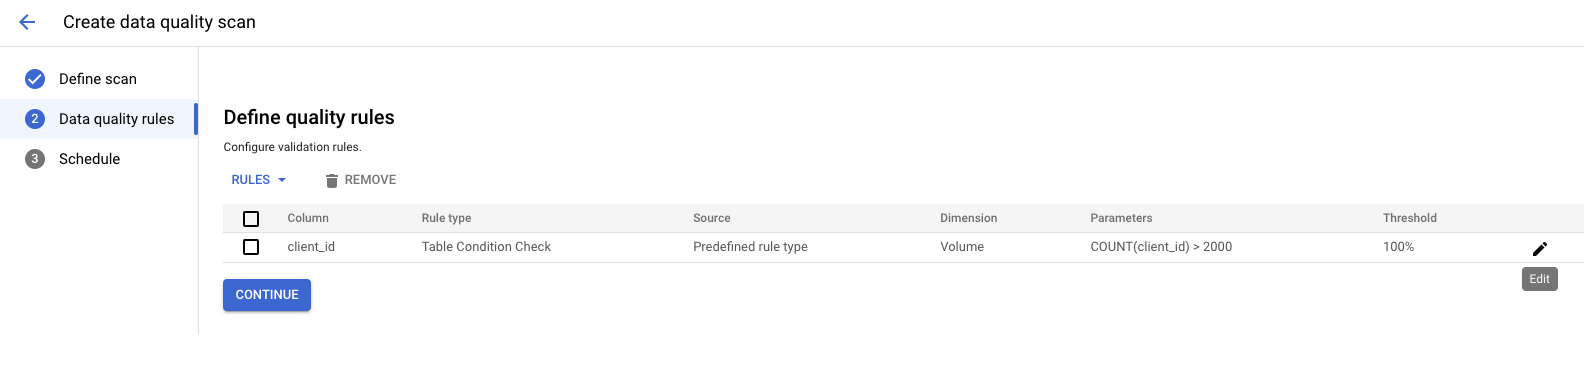 Create data quality scan
Define scan
2 Data quality rules
3 Schedule
Define quality rules
Configure validation rules.
RULES REMOVE
Column Rule type Source Dimension Parameters Threshold
client_id Table Condition Check Predefined rule type Volume COUNT(client_id) > 2000 100%
Edit
CONTINUE